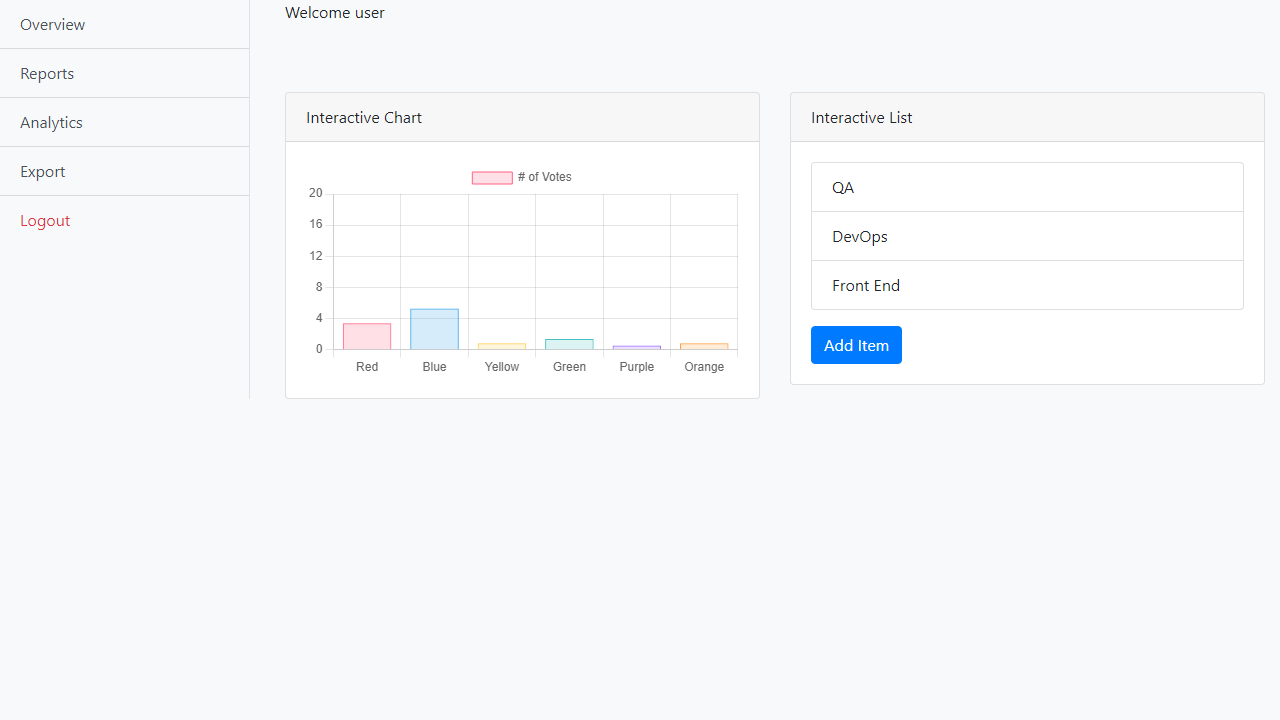 Overview
Reports
Analytics
Export
Logout
Welcome user
Interactive Chart
# of Votes
20
16
12
8
4
0
Red Blue Yellow Green Purple Orange
Interactive List
QA
DevOps
Front End
Add Item